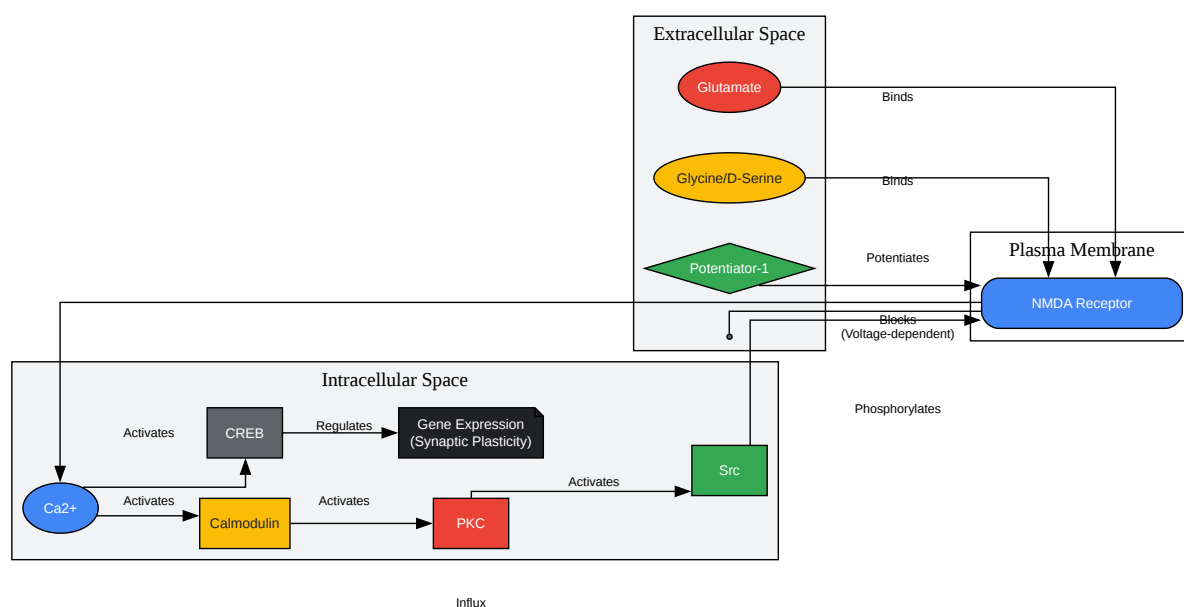 Extracellular Space
Glutamate
Binds
Glycine/D-Serine
Binds
Plasma Membrane
Potentiator-1
Potentiates
NMDA Receptor
Blocks
(Voltage-dependent)
Intracellular Space
Phosphorylates
Activates
CREB
Regulates
Gene Expression
(Synaptic Plasticity)
Src
Activates
Ca2+
Activates
Calmodulin
Activates
PKC
Influx